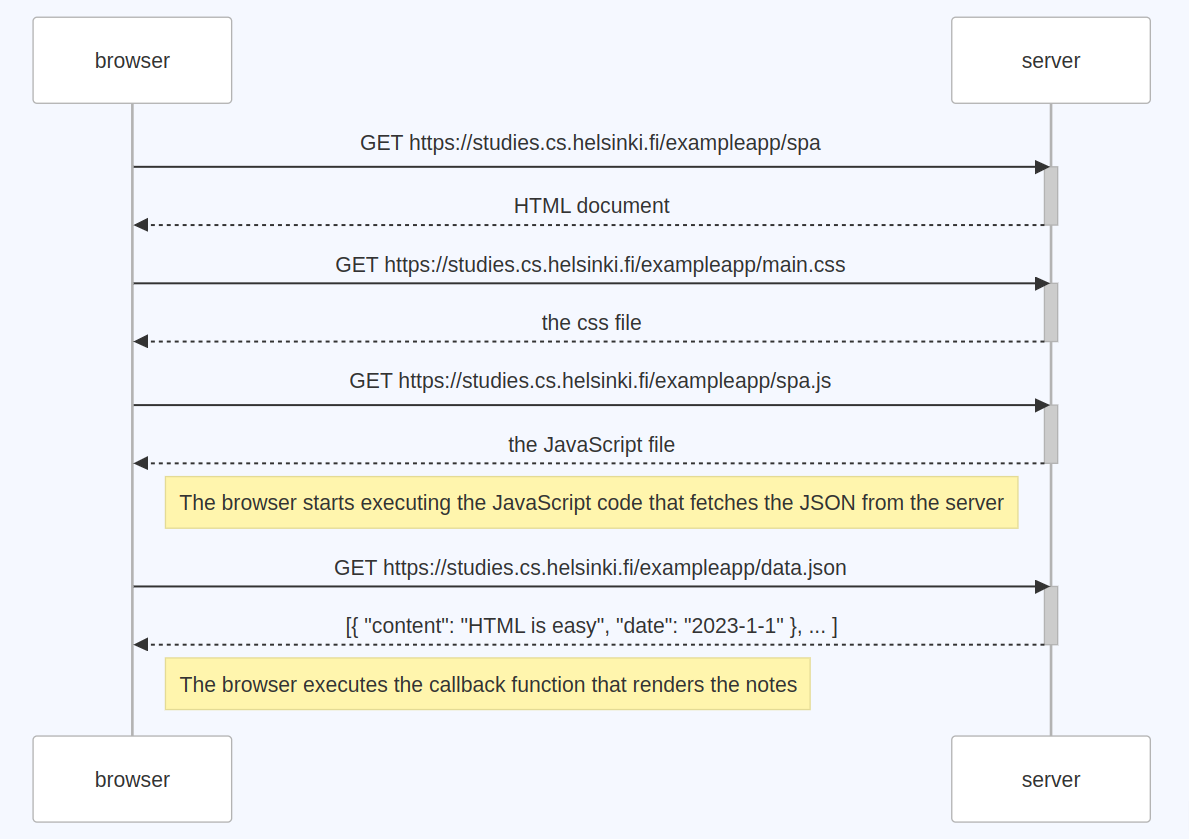 browser
server
GET https://studies.cs.helsinki.fi/exampleapp/spa
HTML document
GET https://studies.cs.helsinki.fi/exampleapp/main.css
the css file
GET https://studies.cs.helsinki.fi/exampleapp/spa.js
the JavaScript file
The browser starts executing the JavaScript code that fetches the JSON from the server
GET https://studies.cs.helsinki.fi/exampleapp/data.json
[{ "content": "HTML is easy", "date": "2023-1-1" }, ... ]
The browser executes the callback function that renders the notes
browser
server